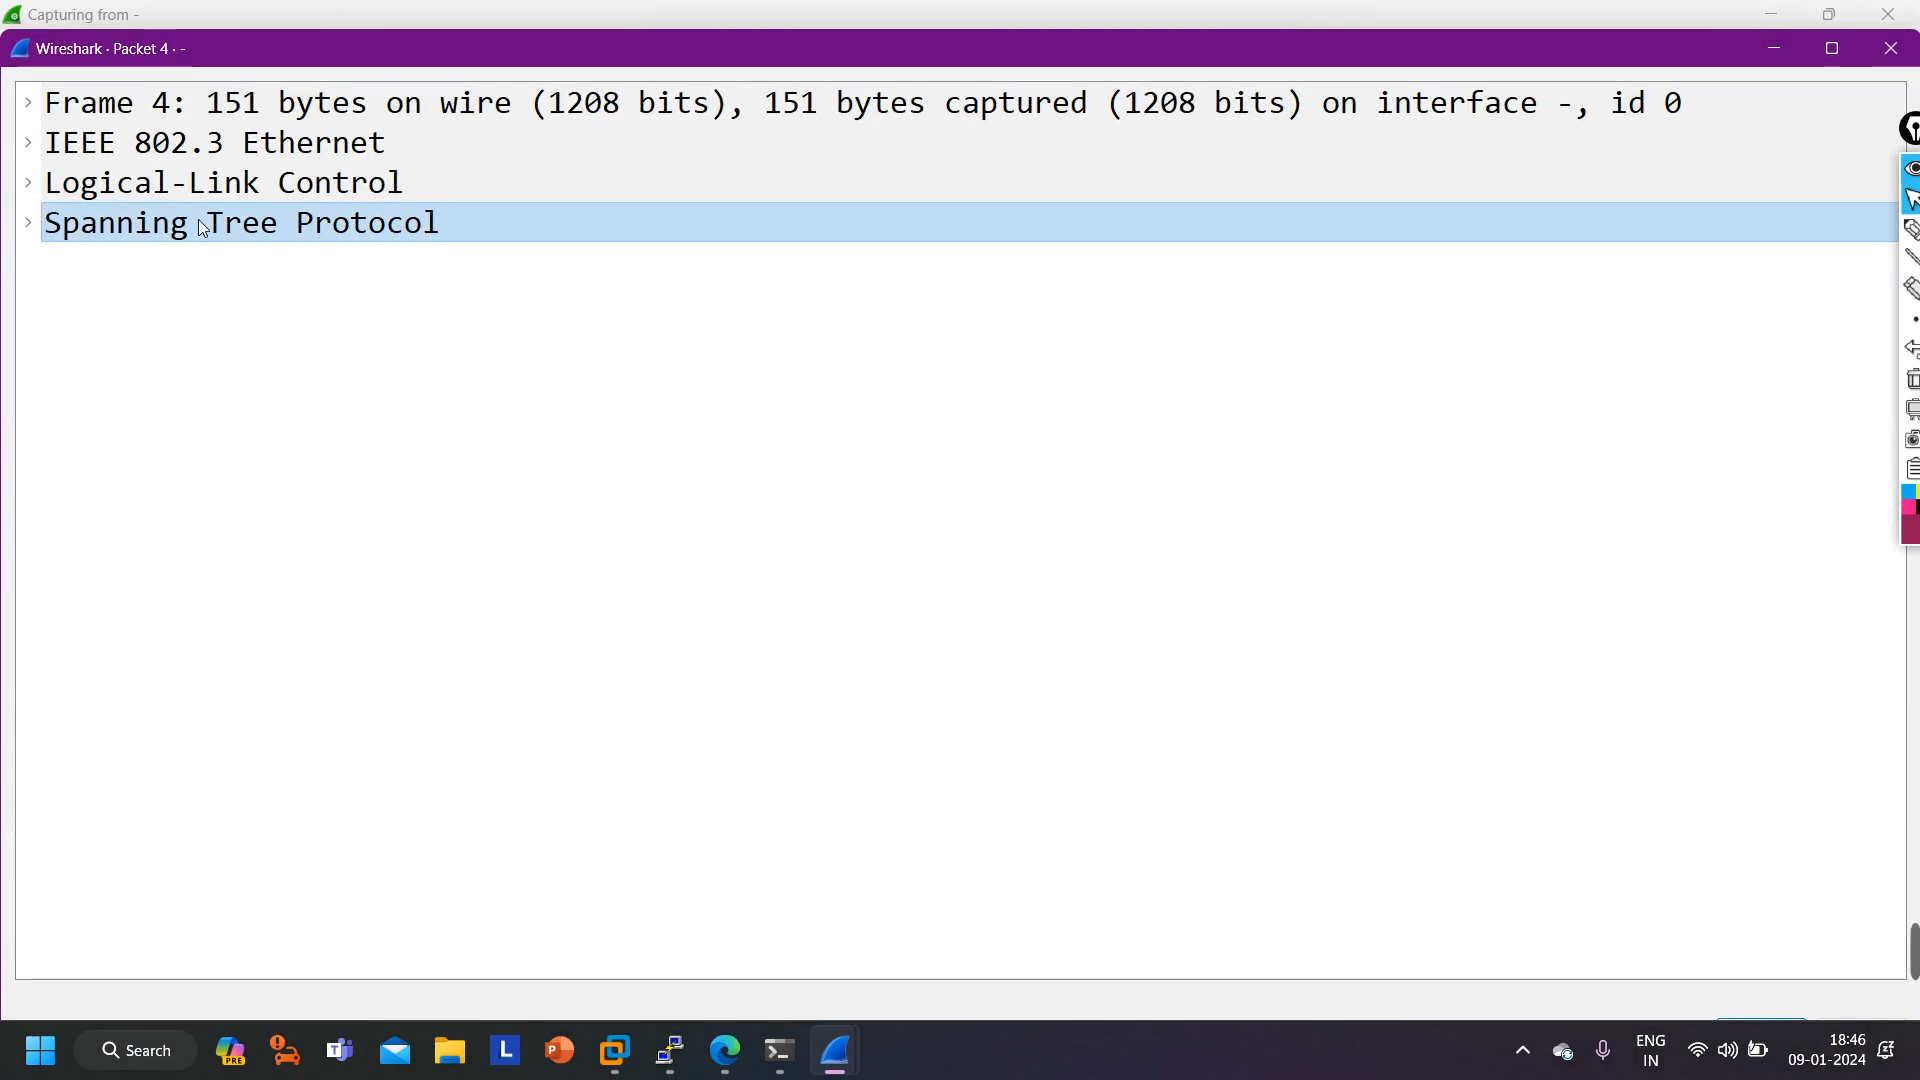 Capturing from -
Wireshark · Packet 4 · -
Frame 4: 151 bytes on wire (1208 bits), 151 bytes captured (1208 bits) on interface -, id 0
IEEE 802.3 Ethernet
Logical-Link Control
Spanning Tree Protocol
Search
PRE
T
L
P
ENG
IN
18:46
09-01-2024